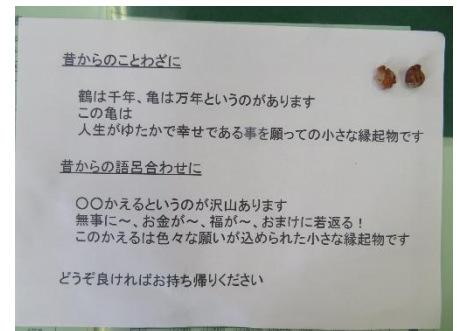 昔からのことわざに
鶴は千年、亀は万年というのがあります
この亀は
人生がゆたかで幸せである事を願っての小さな縁起物です
昔からの語呂合わせに
〇〇かえるというのが沢山あります
無事に～、お金が～、福が～、おまけに若返る！
このかえるは色々な願いが込められた小さな縁起物です
どうぞ良ければお持ち帰りください